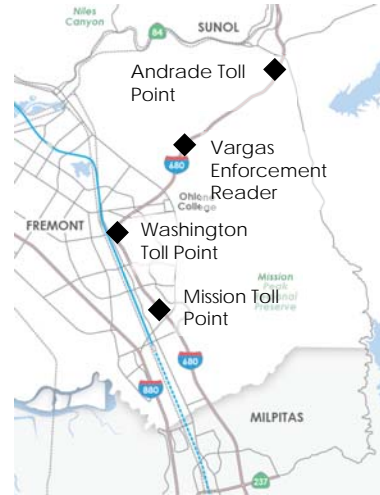 Niles
Canyon
84
SUNOL
Andrade Toll
Point
Vargas
Enforcement
Reader
680
Ohlone
College
FREMONT
Washington
Toll Point
Mission
Peak
Regional
Preserve
Mission Toll
Point
680
880
MILPITAS
237